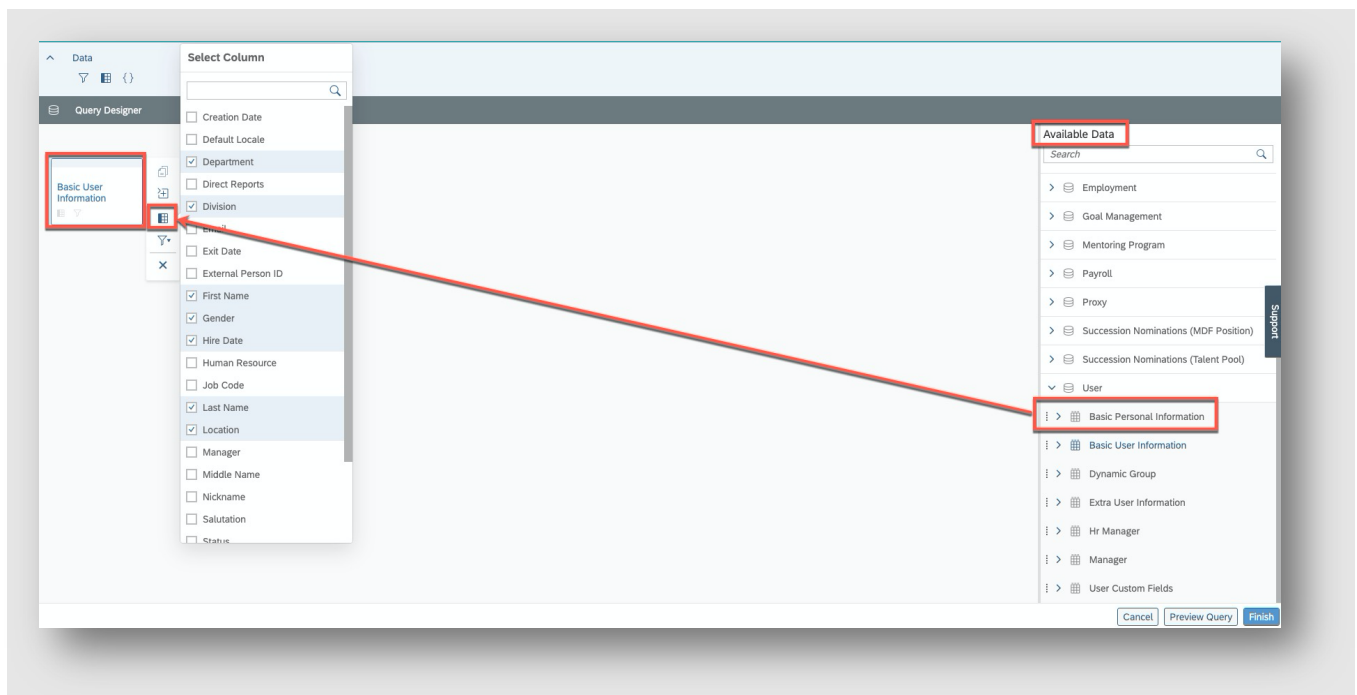 Data
{}
Query Designer
Basic User
Information
Select Column
Creation Date
Default Locale
Department
Direct Reports
Division
Email
Exit Date
External Person ID
First Name
Gender
Hire Date
Human Resource
Job Code
Last Name
Location
Manager
Middle Name
Nickname
Salutation
Status
Available Data
Search
Employment
Goal Management
Mentoring Program
Payroll
Proxy
Succession Nominations (MDF Position)
Succession Nominations (Talent Pool)
User
Basic Personal Information
Basic User Information
Dynamic Group
Extra User Information
Hr Manager
Manager
User Custom Fields
Support
Cancel Preview Query Finish